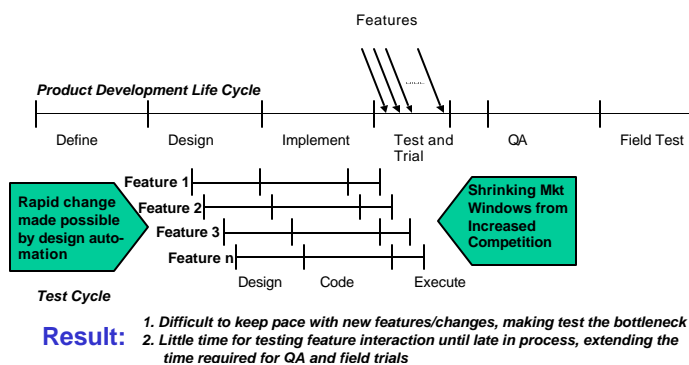 Features
Product Development Life Cycle
Define
Design
Implement
Test and
Trial
QA
Field Test
Feature 1
Feature 2
Feature 3
Feature n
Rapid change
made possible
by design auto-
mation
Shrinking Mkt
Windows from
Increased
Competition
Design
Code
Execute
Test Cycle
Result:
1. Difficult to keep pace with new features/changes, making test the bottleneck
2. Little time for testing feature interaction until late in process, extending the
time required for QA and field trials